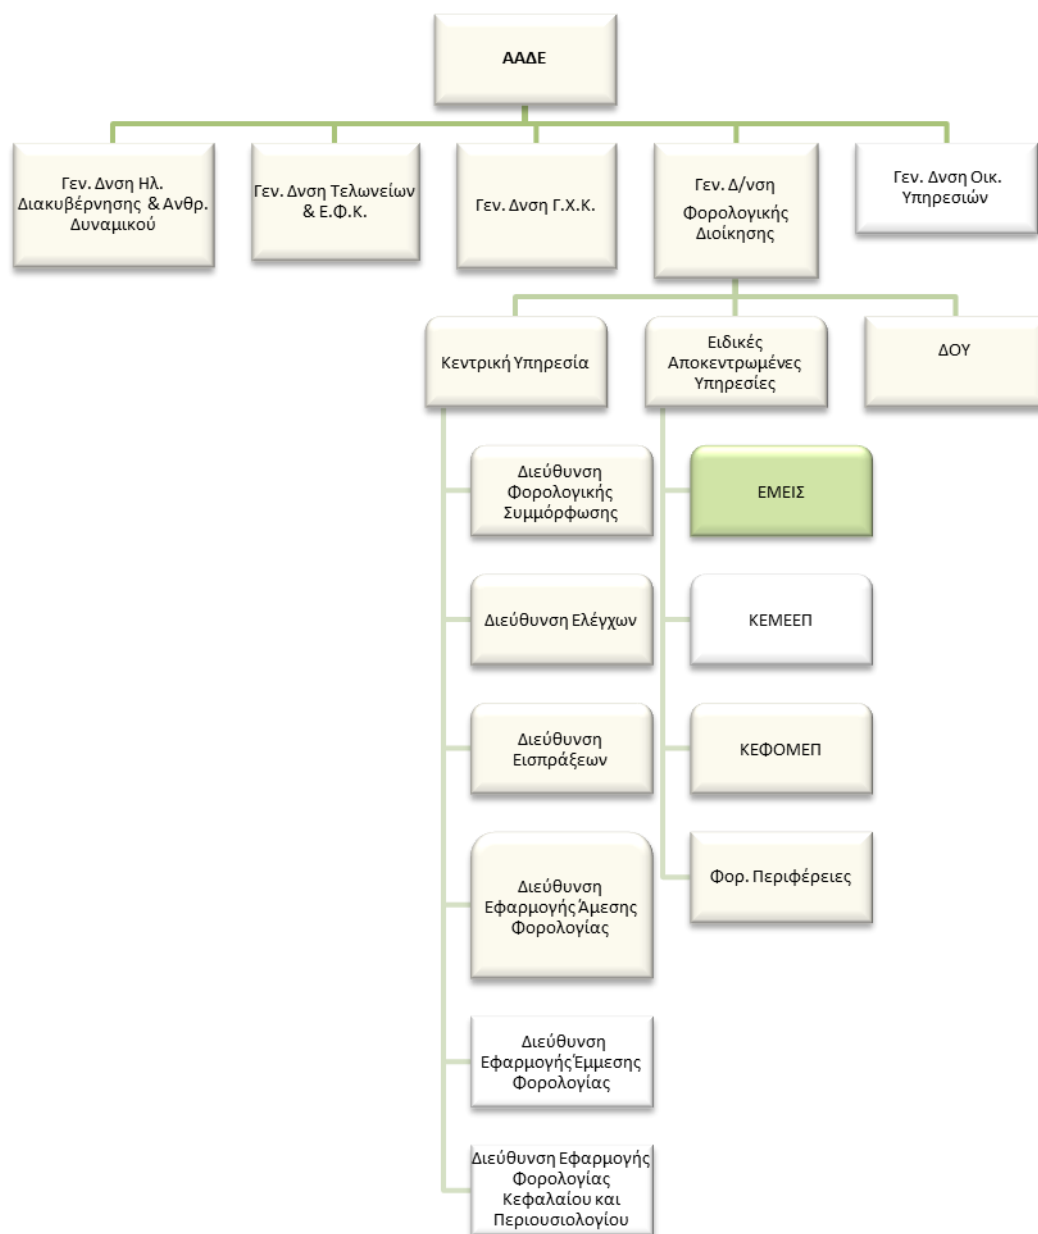 ΑΑΔΕ
Γεν. Δνση Ηλ.
Διακυβέρνησης & Ανθρ.
Δυναμικού
Γεν. Δνση Τελωνείων
& Ε.Φ.Κ.
Γεν. Δνση Γ.Χ.Κ.
Γεν. Δ/νση
Φορολογικής
Διοίκησης
Γεν. Δνση Οικ.
Υπηρεσιών
Κεντρική Υπηρεσία
Ειδικές
Αποκεντρωμένες
Υπηρεσίες
ΔΟΥ
Διεύθυνση
Φορολογικής
Συμμόρφωσης
Διεύθυνση Ελέγχων
Διεύθυνση
Εισπράξεων
Διεύθυνση
Εφαρμογής Άμεσης
Φορολογίας
Διεύθυνση
Εφαρμογής Έμμεσης
Φορολογίας
Διεύθυνση Εφαρμογής
Φορολογίας
Κεφαλαίου και
Περιουσιολογίου
ΕΜΕΙΣ
ΚΕΜΕΕΠ
ΚΕΦΟΜΕΠ
Φορ. Περιφέρειες